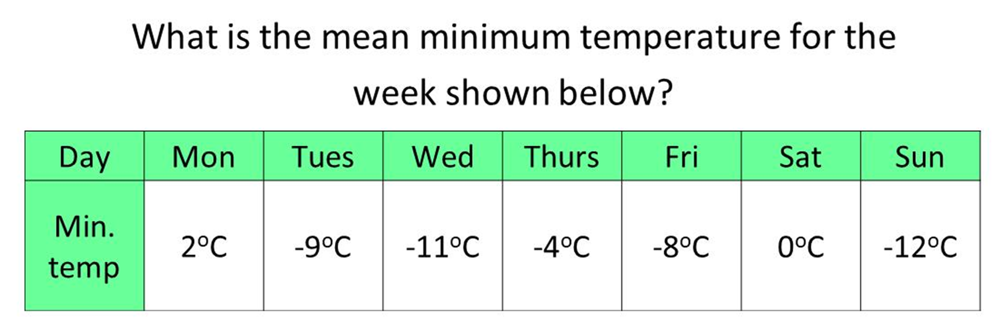 What is the mean minimum temperature for the
week shown below?
Day Mon Tues Wed Thurs Fri Sat Sun
Min. temp 2°C -9°C -11°C -4°C -8°C 0°C -12°C